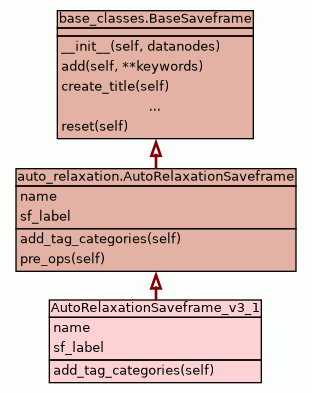 base_classes.BaseSaveframe
__init__(self, datanodes)
add(self, **keywords)
create_title(self)
...
reset(self)
auto_relaxation.AutoRelaxationSaveframe
name
sf_label
add_tag_categories(self)
pre_ops(self)
AutoRelaxationSaveframe_v3_1
name
sf_label
add_tag_categories(self)